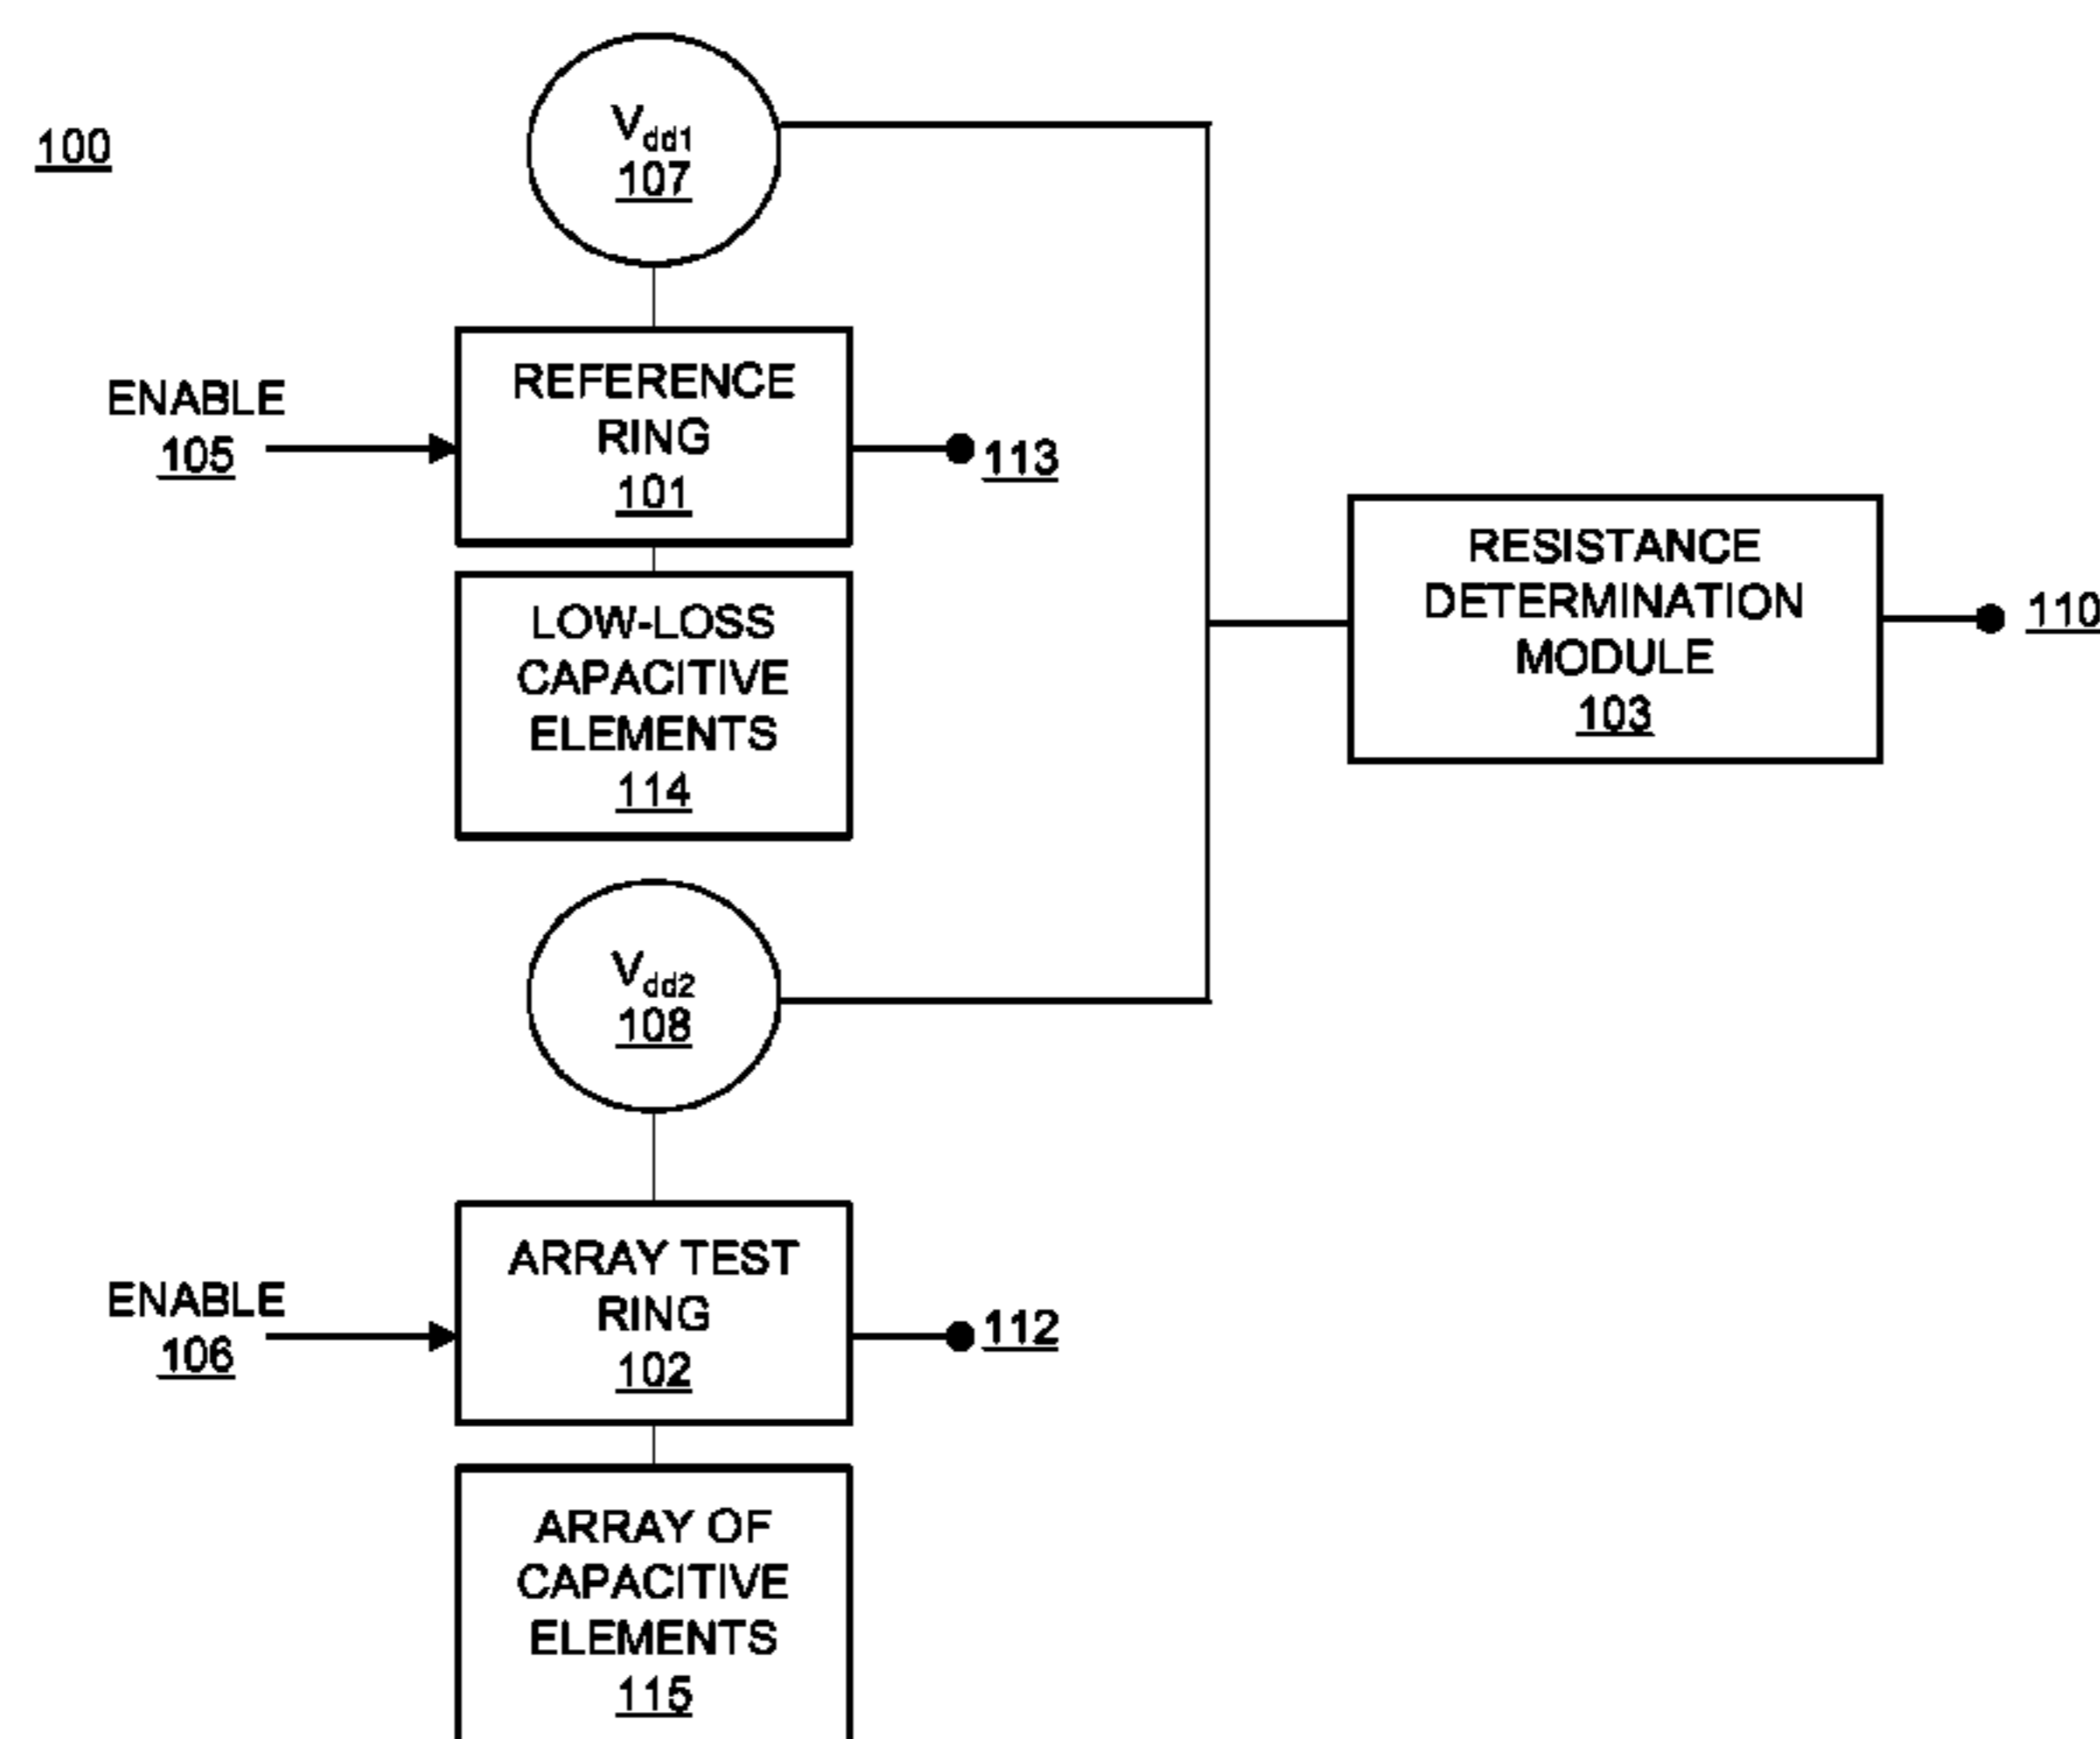 100
Vdd1
107
ENABLE
105
REFERENCE
RING
101
113
LOW-LOSS
CAPACITIVE
ELEMENTS
114
RESISTANCE
DETERMINATION
MODULE
103
110
Vdd2
108
ENABLE
106
ARRAY TEST
RING
102
112
ARRAY OF
CAPACITIVE
ELEMENTS
115